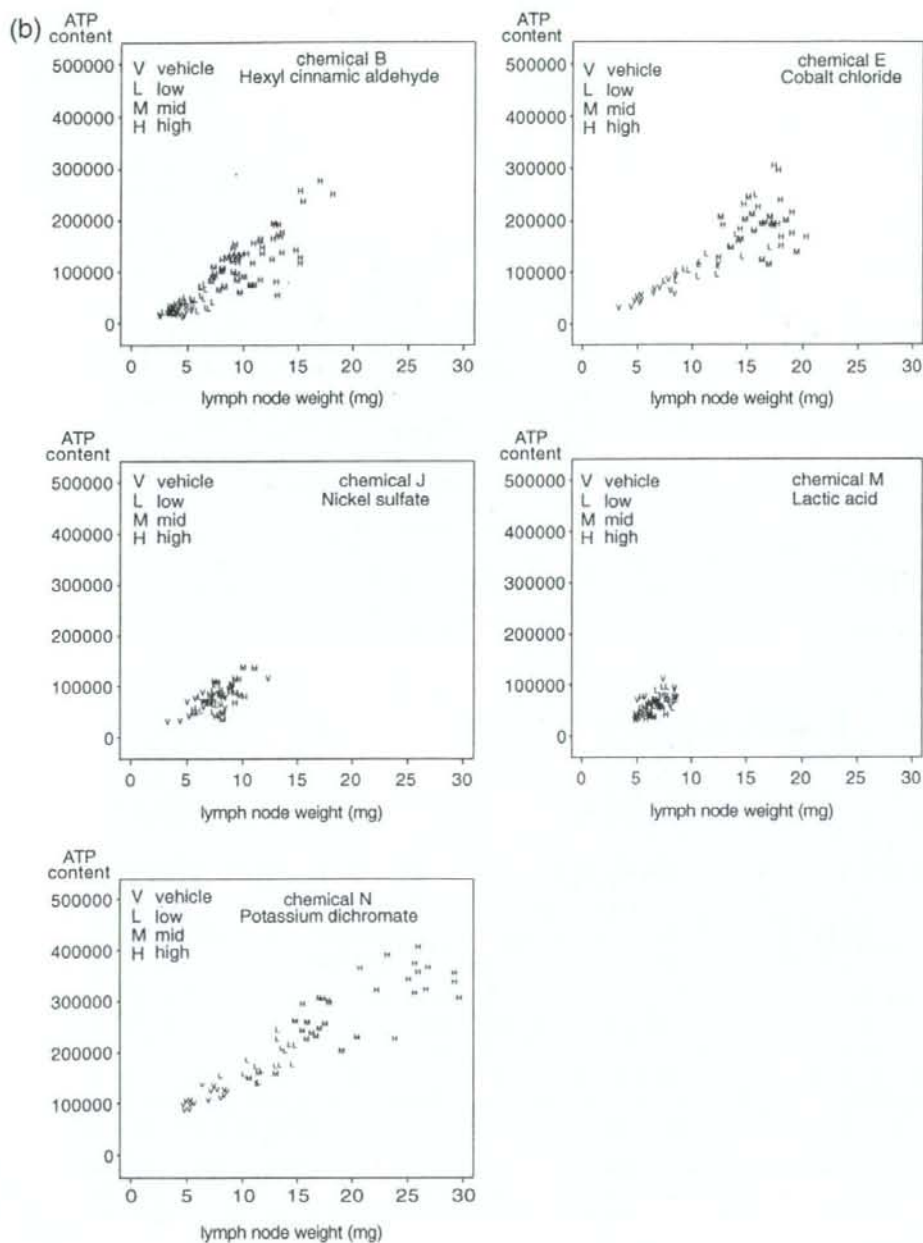 (b)
ATP
content
500000
400000
300000
200000
100000
0
V vehicle
L low
M mid
H high
chemical B
Hexyl cinnamic aldehyde
0 5 10 15 20 25 30
lymph node weight (mg)
ATP
content
500000
400000
300000
200000
100000
0
V vehicle
L low
M mid
H high
chemical E
Cobalt chloride
0 5 10 15 20 25 30
lymph node weight (mg)
ATP
content
500000
400000
300000
200000
100000
0
V vehicle
L low
M mid
H high
chemical J
Nickel sulfate
0 5 10 15 20 25 30
lymph node weight (mg)
ATP
content
500000
400000
300000
200000
100000
0
V vehicle
L low
M mid
H high
chemical M
Lactic acid
0 5 10 15 20 25 30
lymph node weight (mg)
ATP
content
500000
400000
300000
200000
100000
0
V vehicle
L low
M mid
H high
chemical N
Potassium dichromate
0 5 10 15 20 25 30
lymph node weight (mg)